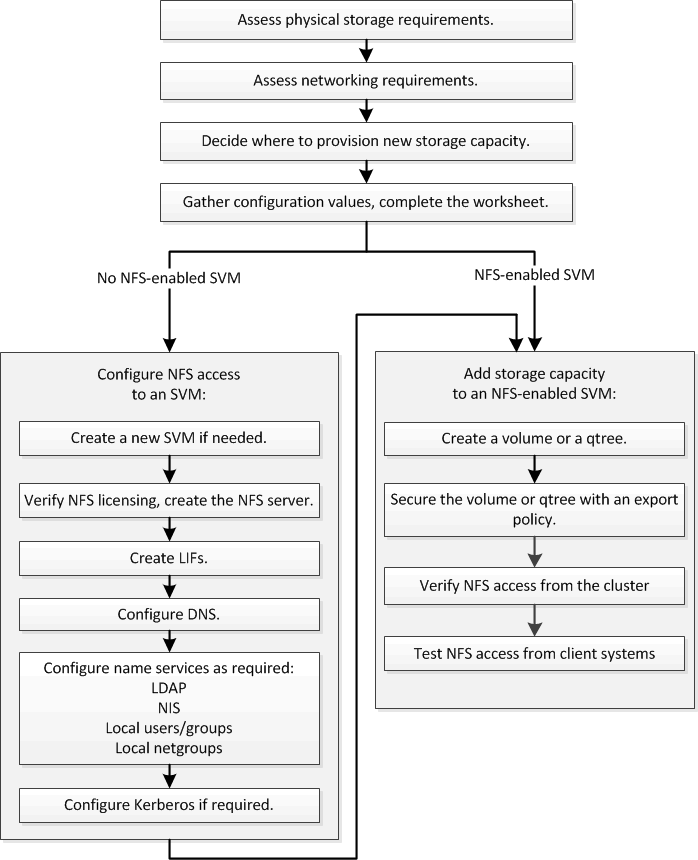 Assess physical storage requirements.
Assess networking requirements.
Decide where to provision new storage capacity.
Gather configuration values, complete the worksheet.
No NFS-enabled SVM
NFS-enabled SVM
Configure NFS access
to an SVM:
Create a new SVM if needed.
Verify NFS licensing, create the NFS server.
Create LIFs.
Configure DNS.
Configure name services as required:
LDAP
NIS
Local users/groups
Local netgroups
Configure Kerberos if required.
Add storage capacity
to an NFS-enabled SVM:
Create a volume or a qtree.
Secure the volume or qtree with an export
policy.
Verify NFS access from the cluster
Test NFS access from client systems